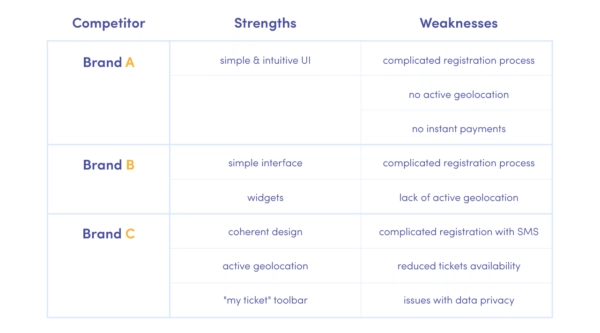 Competitor Strengths Weaknesses
Brand A simple & intuitive UI complicated registration process
no active geolocation
no instant payments
Brand B simple interface complicated registration process
widgets lack of active geolocation
Brand C coherent design complicated registration with SMS
active geolocation reduced tickets availability
"my ticket" toolbar issues with data privacy